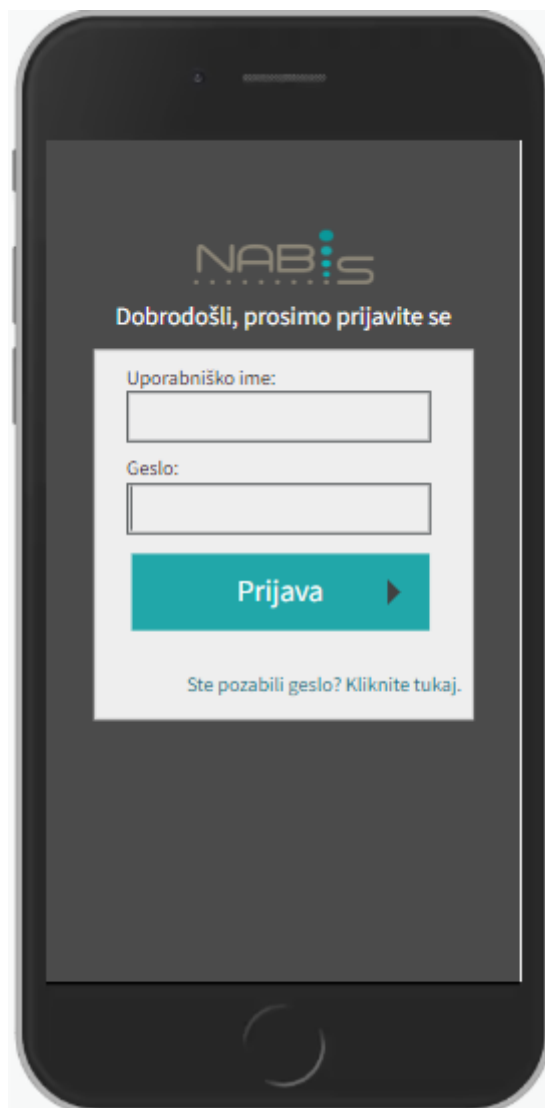 NABIS
Dobrodošli, prosimo prijavite se
Uporabniško ime:
Geslo:
Prijava
Ste pozabili geslo? Kliknite tukaj.